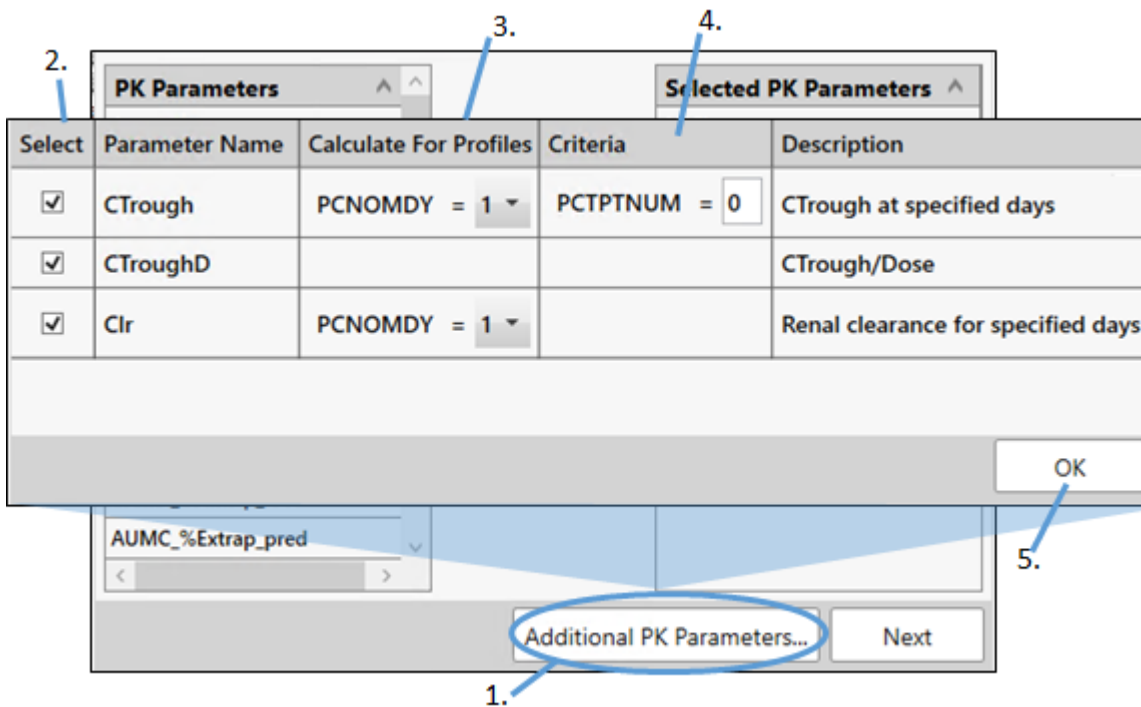 3.
4.
2.
PK Parameters
Selected PK Parameters
Select Parameter Name Calculate For Profiles Criteria Description
CTrough PCNOMDY = 1 PCTPTNUM = 0 CTrough at specified days
CTroughD CTrough/Dose
Clr PCNOMDY = 1 Renal clearance for specified days
OK
AUMC_%Extrap_pred
5.
Additional PK Parameters... Next
1.